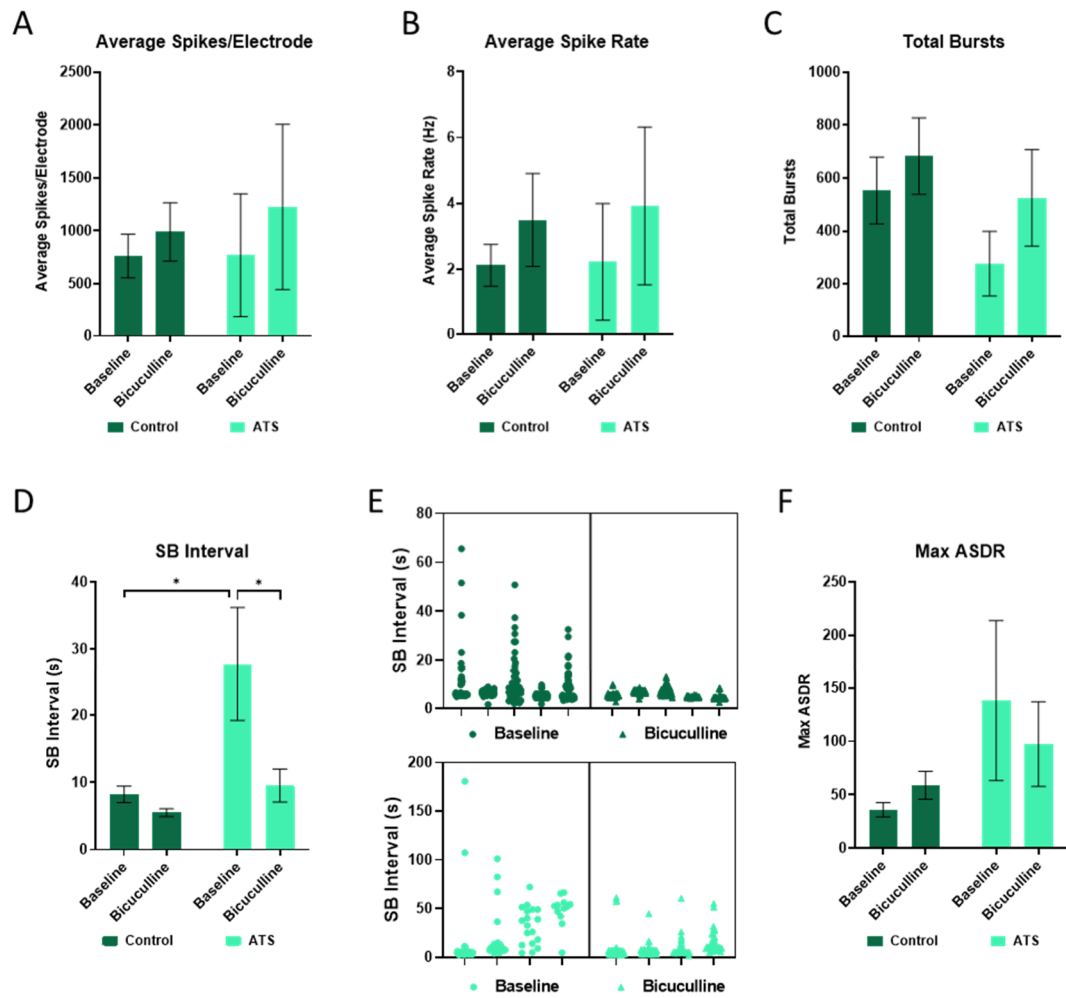 A
Average Spikes/Electrode
Average Spikes/Electrode
2500
2000
1500
1000
500
0
Baseline
Bicuculline
Baseline
Bicuculline
Control
ATS
B
Average Spike Rate
Average Spike Rate (Hz)
8
6
4
2
0
Baseline
Bicuculline
Baseline
Bicuculline
Control
ATS
C
Total Bursts
Total Bursts
1000
800
600
400
200
0
Baseline
Bicuculline
Baseline
Bicuculline
Control
ATS
D
SB Interval
SB Interval (s)
40
30
20
10
0
*
*
Baseline
Bicuculline
Baseline
Bicuculline
Control
ATS
E
SB Interval (s)
80
60
40
20
0
Baseline
Bicuculline
SB Interval (s)
200
150
100
50
0
Baseline
Bicuculline
F
Max ASDR
Max ASDR
250
200
150
100
50
0
Baseline
Bicuculline
Baseline
Bicuculline
Control
ATS